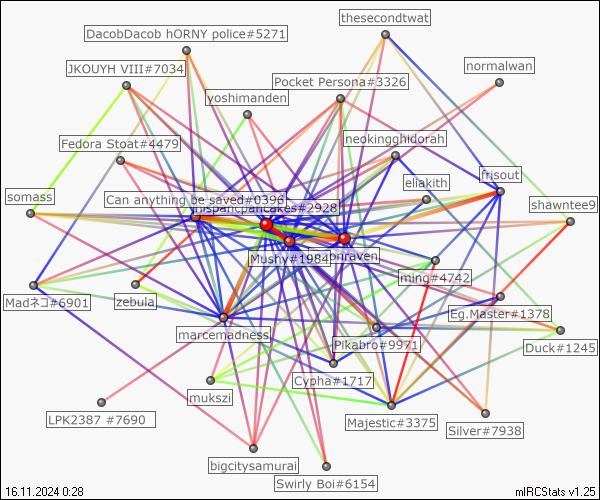 thesecondtwat
DacobDacob hORNY police#5271
normalwan
JKOUYH VIII#7034
Pocket Persona#3326
yoshimanden
neokingghidorah
Fedora Stoat#4479
frisout
eliakith
somass
Can anything be saved#0396
shawntee9
Mushy#1984
ming#4742
Madネコ#6901
zebula
Eg.Master#1378
marcemadness
Pikabro#9971
Duck#1245
Cypha#1717
mukszi
LPK2387 #7690
Majestic#3375
Silver#7938
bigcitysamurai
Swirly Boi#6154
16.11.2024 0:28
mIRCStats v1.25